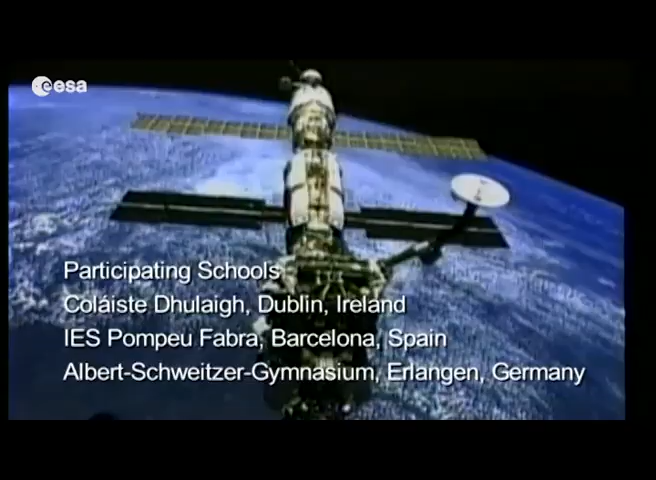 esa
Participating Schools
Coláiste Dhulaigh, Dublin, Ireland
IES Pompeu Fabra, Barcelona, Spain
Albert-Schweitzer-Gymnasium, Erlangen, Germany